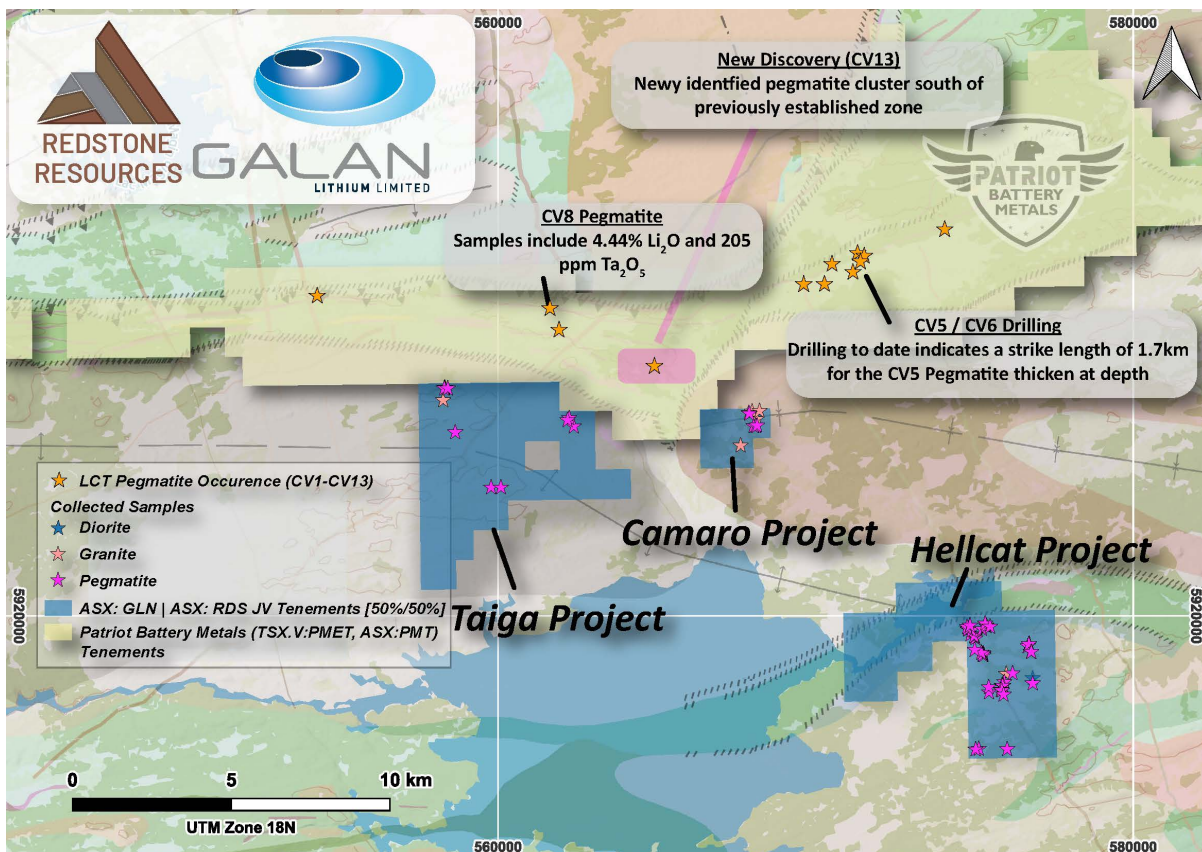 560000
580000
REDSTONE
RESOURCES
GALAN
LITHIUM LIMITED
New Discovery (CV13)
Newy identfied pegmatite cluster south of
previously established zone
PATRIOT
BATTERY
METALS
CV8 Pegmatite
Samples include 4.44% Li₂O and 205
ppm Ta₂O₅
CV5 / CV6 Drilling
Drilling to date indicates a strike length of 1.7km
for the CV5 Pegmatite thicken at depth
LCT Pegmatite Occurence (CV1-CV13)
Collected Samples
Diorite
Granite
Pegmatite
ASX: GLN | ASX: RDS JV Tenements [50%/50%]
Patriot Battery Metals (TSX.V:PMET, ASX:PMT)
Tenements
Camaro Project
Hellcat Project
Taiga Project
5920000
5920000
0 5 10 km
UTM Zone 18N
560000
580000